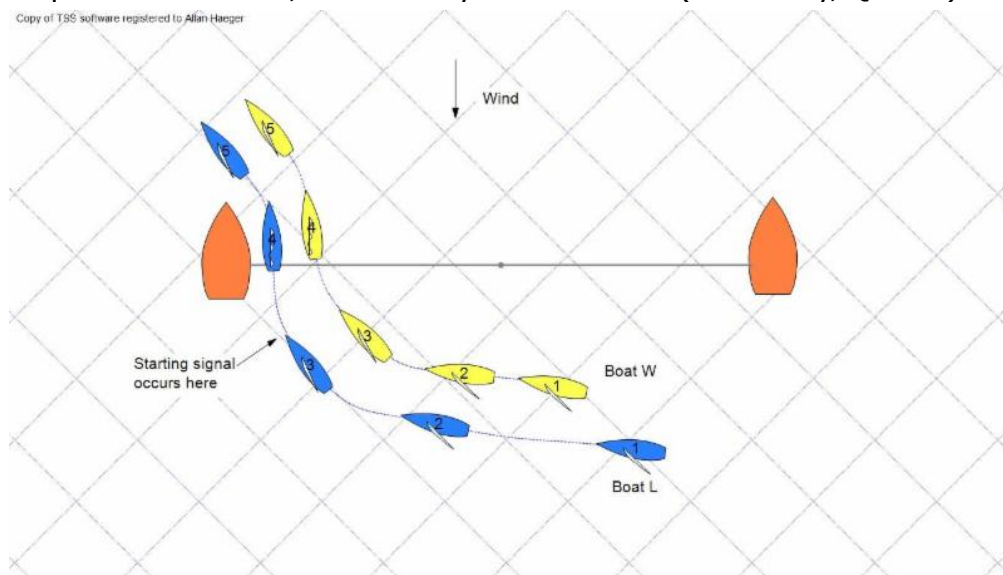 Copy of TSS software registered to Allan Haeger
Wind
5
5
4
4
3
3
2
1
2
1
Starting signal
occurs here
Boat W
Boat L